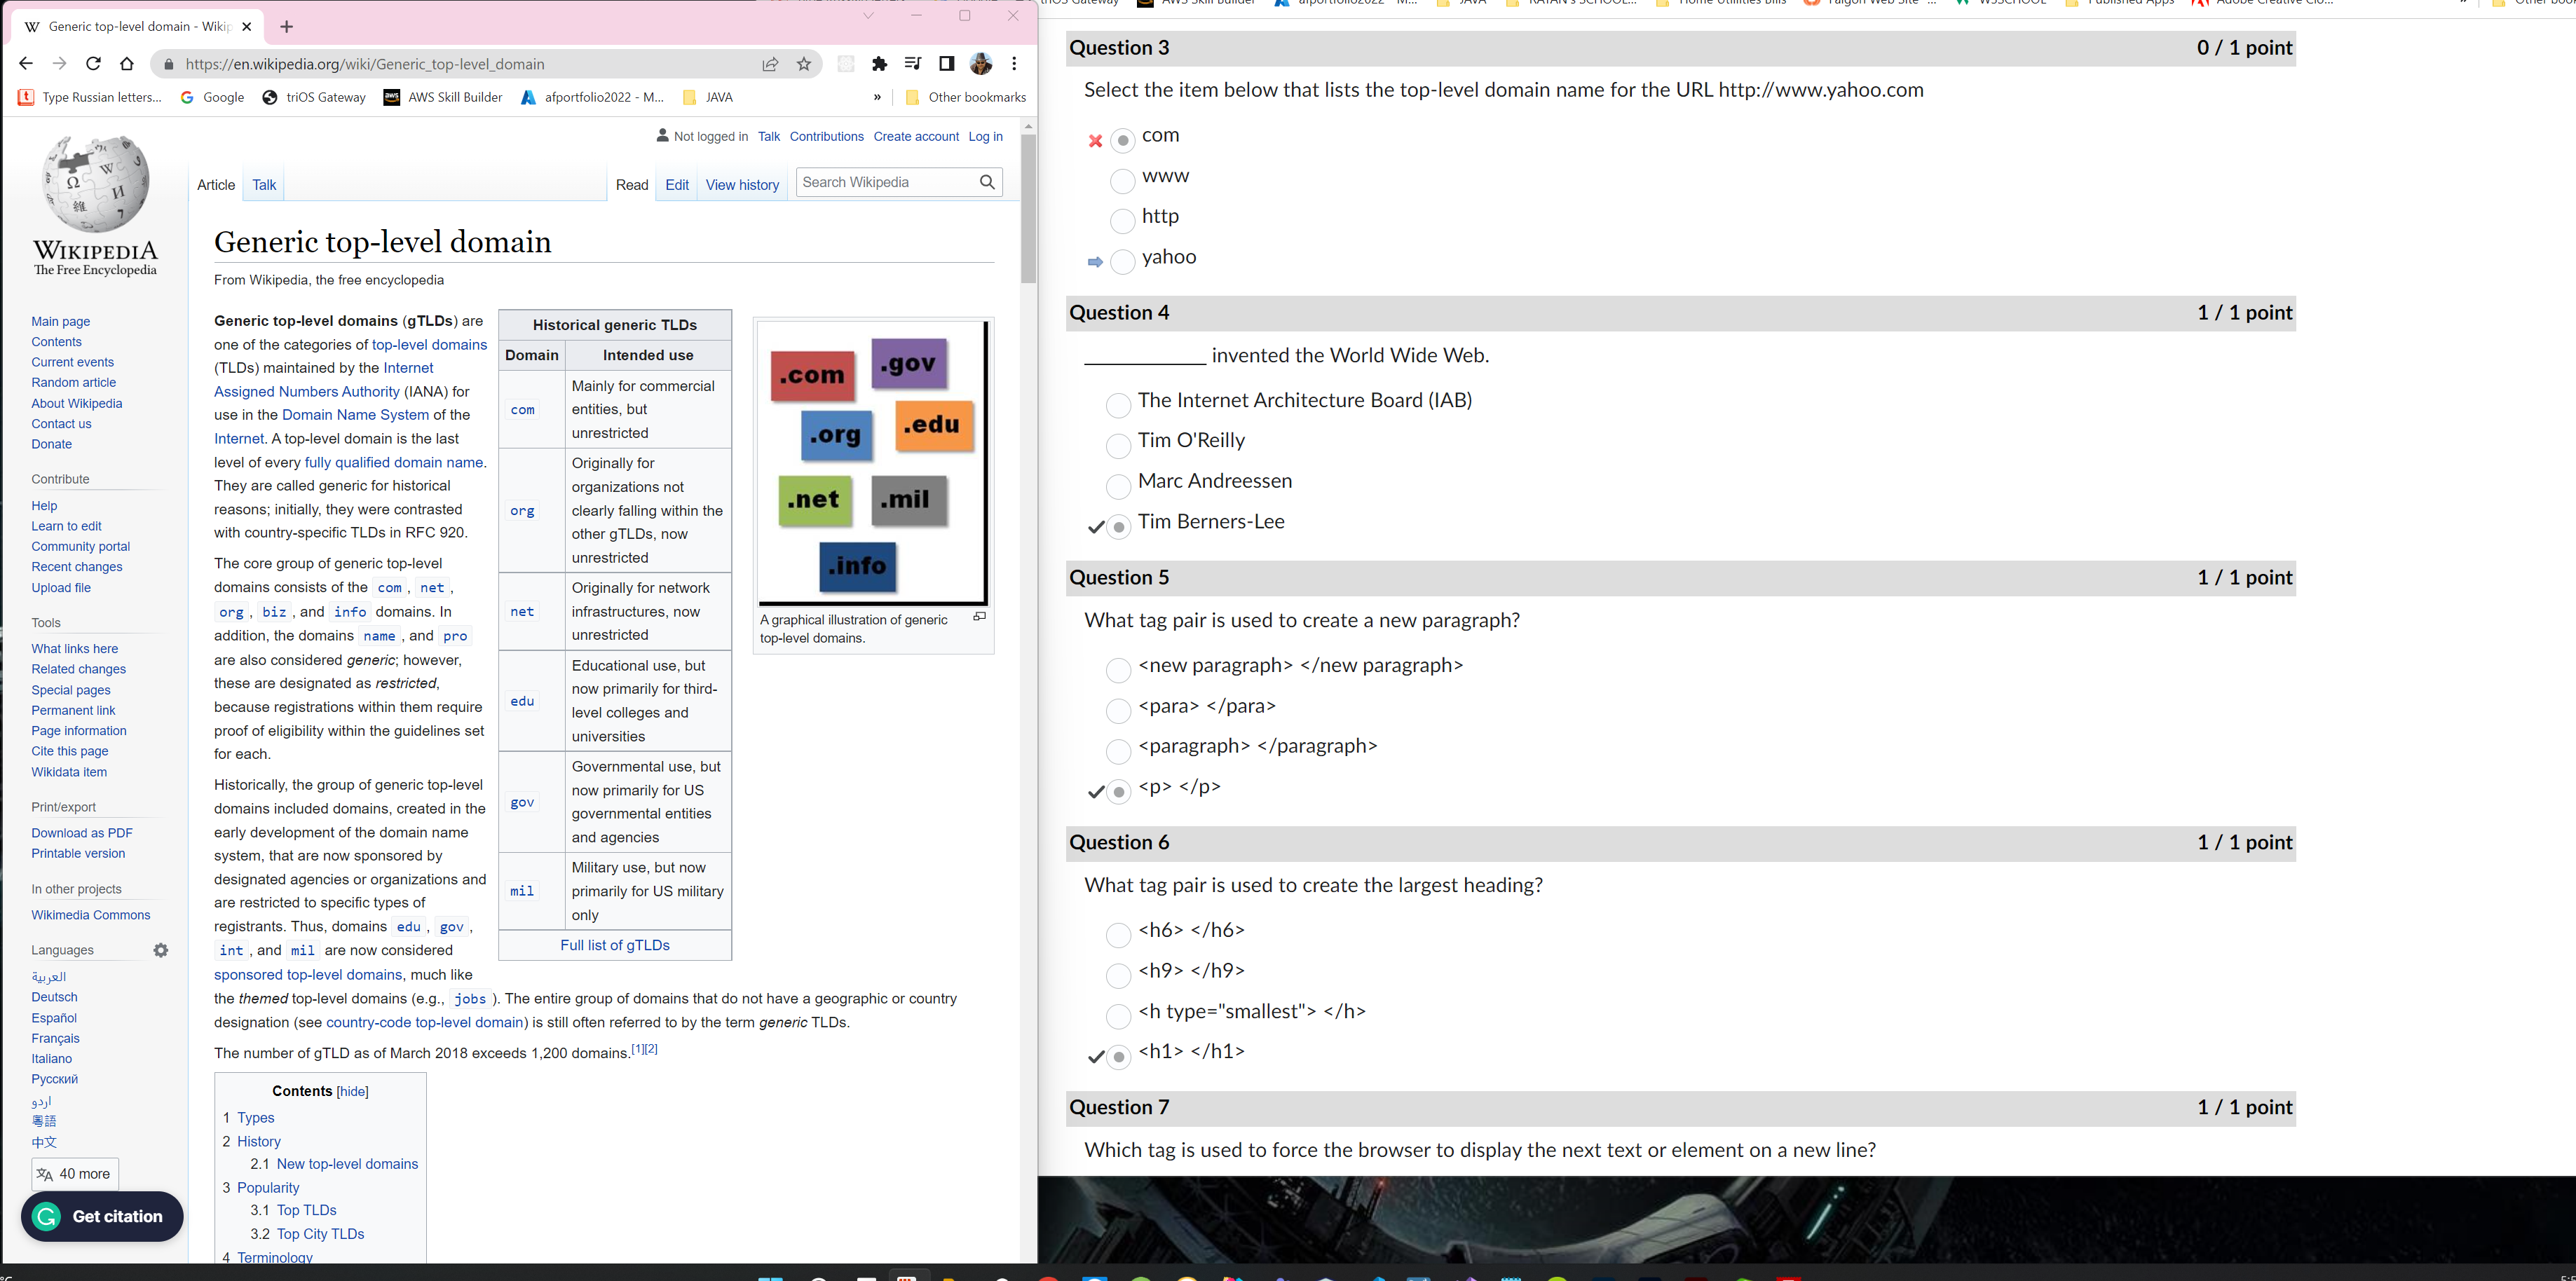 Generic top-level domain - Wikip
https://en.wikipedia.org/wiki/Generic_top-level_domain
Type Russian letters...
Google
triOS Gateway
AWS Skill Builder
afportfolio2022 - M...
JAVA
»
Other bookmarks
WIKIPEDIA
The Free Encyclopedia
Main page
Contents
Current events
Random article
About Wikipedia
Contact us
Donate
Contribute
Help
Learn to edit
Community portal
Recent changes
Upload file
Tools
What links here
Related changes
Special pages
Permanent link
Page information
Cite this page
Wikidata item
Print/export
Download as PDF
Printable version
In other projects
Wikimedia Commons
Languages
العربية
Deutsch
Español
Français
Italiano
Русский
اردو
粵語
中文
40 more
Get citation
Not logged in Talk Contributions Create account Log in
Article Talk Read Edit View history Search Wikipedia
Generic top-level domain
From Wikipedia, the free encyclopedia
Generic top-level domains (gTLDs) are
one of the categories of top-level domains
(TLDs) maintained by the Internet
Assigned Numbers Authority (IANA) for
use in the Domain Name System of the
Internet. A top-level domain is the last
level of every fully qualified domain name.
They are called generic for historical
reasons; initially, they were contrasted
with country-specific TLDs in RFC 920.
The core group of generic top-level
domains consists of the com, net,
org, biz, and info domains. In
addition, the domains name, and pro
are also considered generic; however,
these are designated as restricted,
because registrations within them require
proof of eligibility within the guidelines set
for each.
Historically, the group of generic top-level
domains included domains, created in the
early development of the domain name
system, that are now sponsored by
designated agencies or organizations and
are restricted to specific types of
registrants. Thus, domains edu, gov,
int, and mil are now considered
sponsored top-level domains, much like
the themed top-level domains (e.g., jobs). The entire group of domains that do not have a geographic or country
designation (see country-code top-level domain) is still often referred to by the term generic TLDs.
The number of gTLD as of March 2018 exceeds 1,200 domains.[1][2]
Historical generic TLDs
Domain Intended use
com Mainly for commercial
entities, but
unrestricted
org Originally for
organizations not
clearly falling within the
other gTLDs, now
unrestricted
net Originally for network
infrastructures, now
unrestricted
edu Educational use, but
now primarily for third-
level colleges and
universities
gov Governmental use, but
now primarily for US
governmental entities
and agencies
mil Military use, but now
primarily for US military
only
Full list of gTLDs
.com
.gov
.org
.edu
.net
.mil
.info
A graphical illustration of generic
top-level domains.
Contents [hide]
1 Types
2 History
2.1 New top-level domains
3 Popularity
3.1 Top TLDs
3.2 Top City TLDs
4 Terminology
Question 3 0 / 1 point
Select the item below that lists the top-level domain name for the URL http://www.yahoo.com
com
www
http
yahoo
Question 4 1 / 1 point
____________ invented the World Wide Web.
The Internet Architecture Board (IAB)
Tim O'Reilly
Marc Andreessen
Tim Berners-Lee
Question 5 1 / 1 point
What tag pair is used to create a new paragraph?
<new paragraph> </new paragraph>
<para> </para>
<paragraph> </paragraph>
<p> </p>
Question 6 1 / 1 point
What tag pair is used to create the largest heading?
<h6> </h6>
<h9> </h9>
<h type="smallest"> </h>
<h1> </h1>
Question 7 1 / 1 point
Which tag is used to force the browser to display the next text or element on a new line?